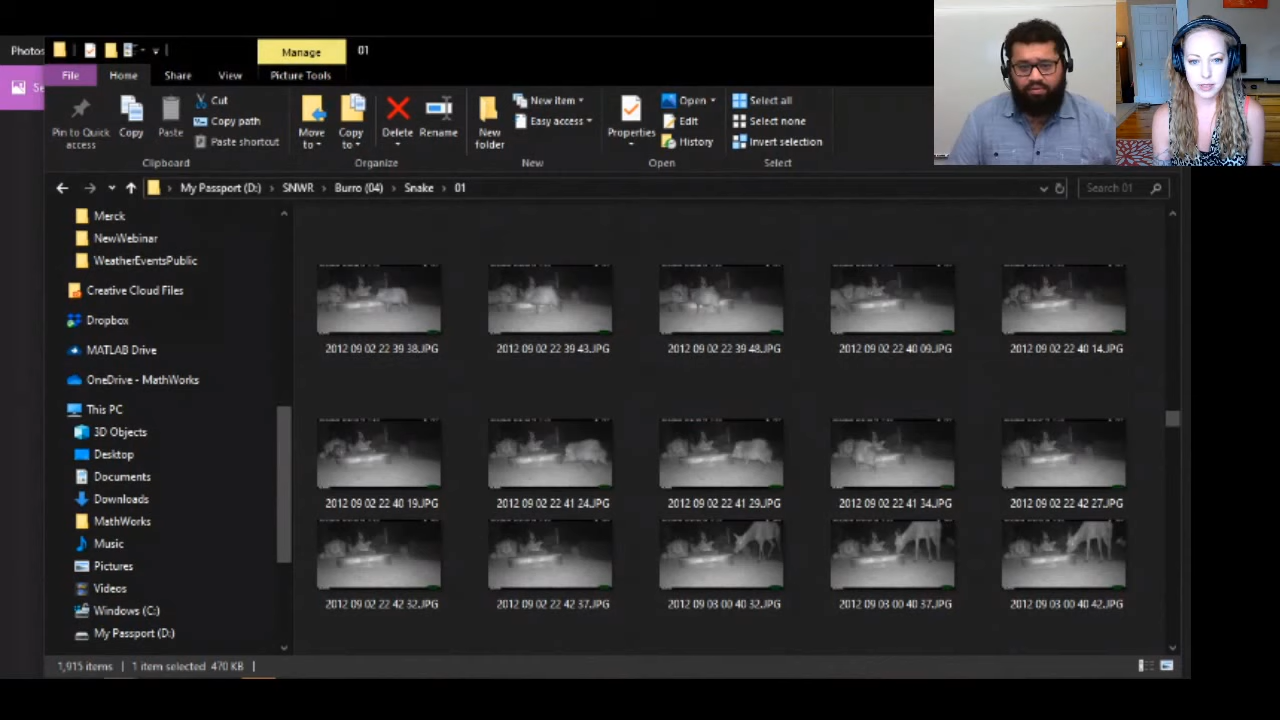 Photos
Manage
01
File
Home
Share
View
Picture Tools
Pin to Quick access
Copy
Paste
Cut
Copy path
Paste shortcut
Clipboard
Move to
Copy to
Delete
Rename
Organize
New folder
New item
Easy access
New
Properties
Open
Edit
History
Open
Select all
Select none
Invert selection
Select
My Passport (D:) › SNWR › Burro (04) › Snake › 01
Search 01
Merck
NewWebinar
WeatherEventsPublic
Creative Cloud Files
Dropbox
MATLAB Drive
OneDrive - MathWorks
This PC
3D Objects
Desktop
Documents
Downloads
MathWorks
Music
Pictures
Videos
Windows (C:)
My Passport (D:)
2012 09 02 22 39 38.JPG
2012 09 02 22 39 43.JPG
2012 09 02 22 39 48.JPG
2012 09 02 22 40 09.JPG
2012 09 02 22 40 14.JPG
2012 09 02 22 40 19.JPG
2012 09 02 22 41 24.JPG
2012 09 02 22 41 29.JPG
2012 09 02 22 41 34.JPG
2012 09 02 22 42 27.JPG
2012 09 02 22 42 32.JPG
2012 09 02 22 42 37.JPG
2012 09 03 00 40 32.JPG
2012 09 03 00 40 37.JPG
2012 09 03 00 40 42.JPG
1,915 items
1 item selected 470 KB